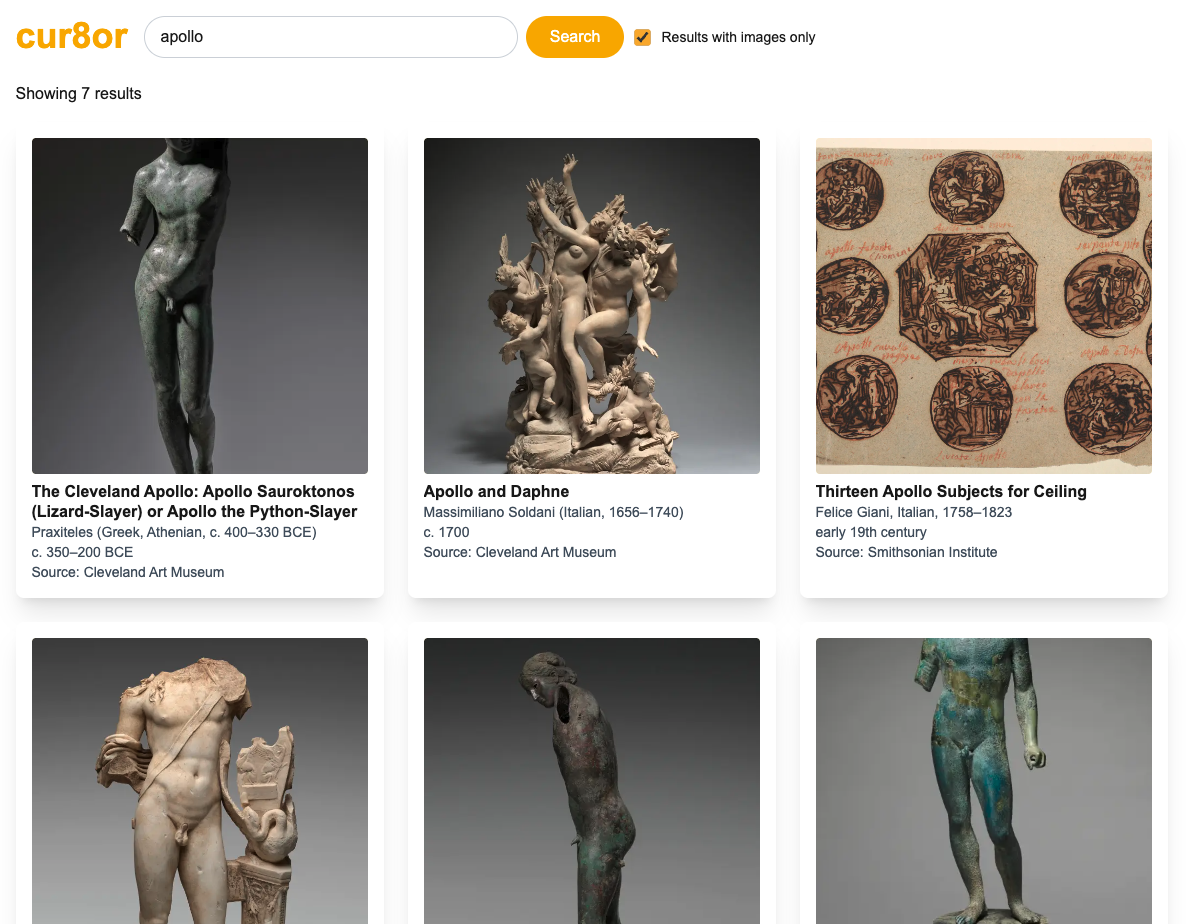 cur8or
apollo
Search
Results with images only
Showing 7 results
The Cleveland Apollo: Apollo Sauroktonos
(Lizard-Slayer) or Apollo the Python-Slayer
Praxiteles (Greek, Athenian, c. 400–330 BCE)
c. 350–200 BCE
Source: Cleveland Art Museum
Apollo and Daphne
Massimiliano Soldani (Italian, 1656–1740)
c. 1700
Source: Cleveland Art Museum
Thirteen Apollo Subjects for Ceiling
Felice Giani, Italian, 1758–1823
early 19th century
Source: Smithsonian Institute